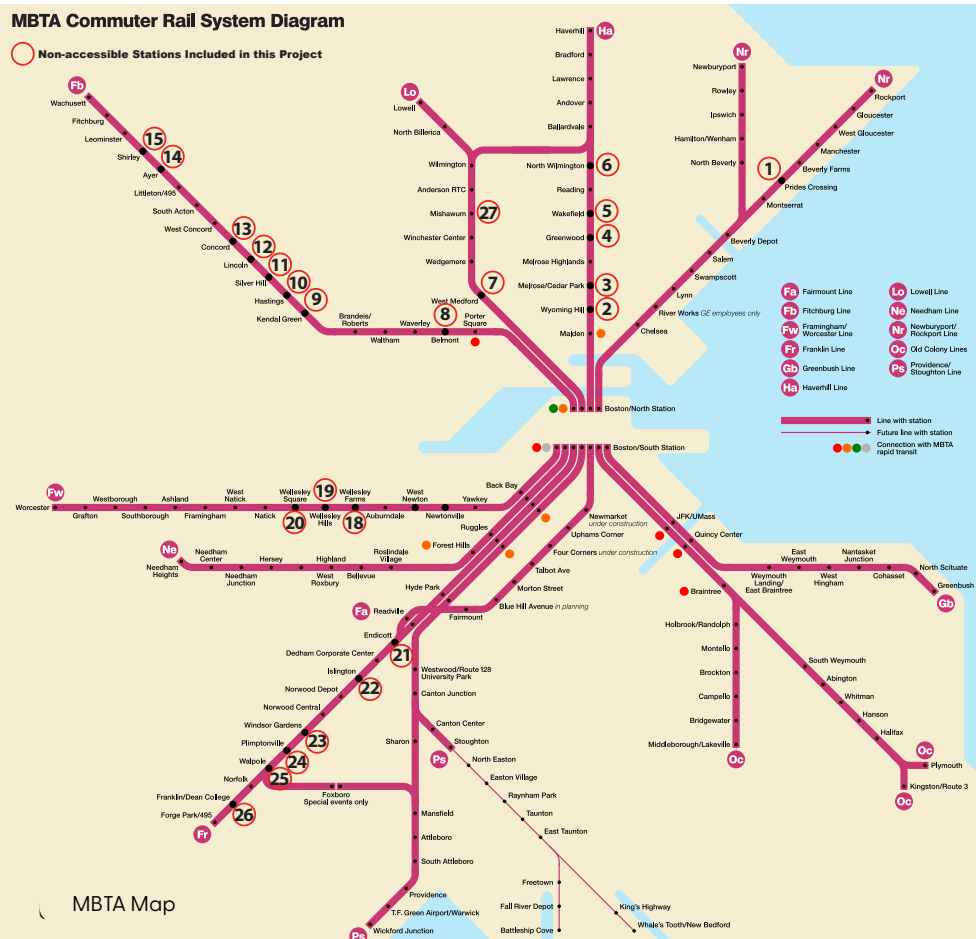 MBTA Commuter Rail System Diagram
Non-accessible Stations Included in this Project
Fb
Wachusett
Fitchburg
Leominster
15
Shirley
14
Ayer
Littleton/495
South Acton
West Concord
13
Concord
12
Lincoln
11
Silver Hill
10
Hastings
9
Kendal Green
Brandeis/
Roberts
Waltham
Waverley
8
Belmont
Porter
Square
Lo
Lowell
North Billerica
Wilmington
Anderson RTC
Mishawum
27
Winchester Center
Wedgemere
7
West Medford
Haverhill
Ha
Bradford
Lawrence
Andover
Ballardvale
North Wilmington
6
Reading
Wakefield
5
Greenwood
4
Melrose Highlands
Melrose/Cedar Park
3
Wyoming Hill
2
Malden
Nr
Newburyport
Rowley
Ipswich
Hamilton/Wenham
North Beverly
Nr
Rockport
Gloucester
West Gloucester
Manchester
Beverly Farms
1
Prides Crossing
Montserrat
Beverly Depot
Salem
Swampscott
Lynn
River Works GE employees only
Chelsea
Boston/North Station
Fa Fairmount Line
Fb Fitchburg Line
Fw Framingham/
Worcester Line
Fr Franklin Line
Gb Greenbush Line
Ha Haverhill Line
Lo Lowell Line
Ne Needham Line
Nr Newburyport/
Rockport Line
Oc Old Colony Lines
Ps Providence/
Stoughton Line
Line with station
Future line with station
Connection with MBTA
rapid transit
Boston/South Station
Fw
Worcester
Grafton
Westborough
Southborough
Ashland
Framingham
West
Natick
Natick
Wellesley
Square
20
19
Wellesley
Hills
Wellesley
Farms
18
Auburndale
West
Newton
Newtonville
Yawkey
Back Bay
Ruggles
Forest Hills
Ne
Needham
Heights
Needham
Center
Needham
Junction
Hersey
Highland
West
Roxbury
Bellevue
Roslindale
Village
Hyde Park
Newmarket
under construction
Uphams Corner
Four Corners under construction
Talbot Ave
Morton Street
Blue Hill Avenue in planning
Fairmount
Fa
Readville
Endicott
21
Dedham Corporate Center
Islington
22
Norwood Depot
Norwood Central
Windsor Gardens
23
Plimptonville
24
Walpole
25
Norfolk
Franklin/Dean College
26
Forge Park/495
Fr
Foxboro
Special events only
Westwood/Route 128
University Park
Canton Junction
Sharon
Canton Center
Stoughton
Ps
Mansfield
Attleboro
South Attleboro
Providence
T.F. Green Airport/Warwick
Wickford Junction
Ps
North Easton
Easton Village
Raynham Park
Taunton
East Taunton
Freetown
Fall River Depot
Battleship Cove
King's Highway
Whale's Tooth/New Bedford
JFK/UMass
Quincy Center
Braintree
Weymouth
Landing/
East Braintree
East
Weymouth
West
Hingham
Nantasket
Junction
Cohasset
North Scituate
Greenbush
Gb
Holbrook/Randolph
Montello
Brockton
Campello
Bridgewater
Middleborough/Lakeville
Oc
South Weymouth
Abington
Whitman
Hanson
Halifax
Oc
Plymouth
Kingston/Route 3
Oc
MBTA Map